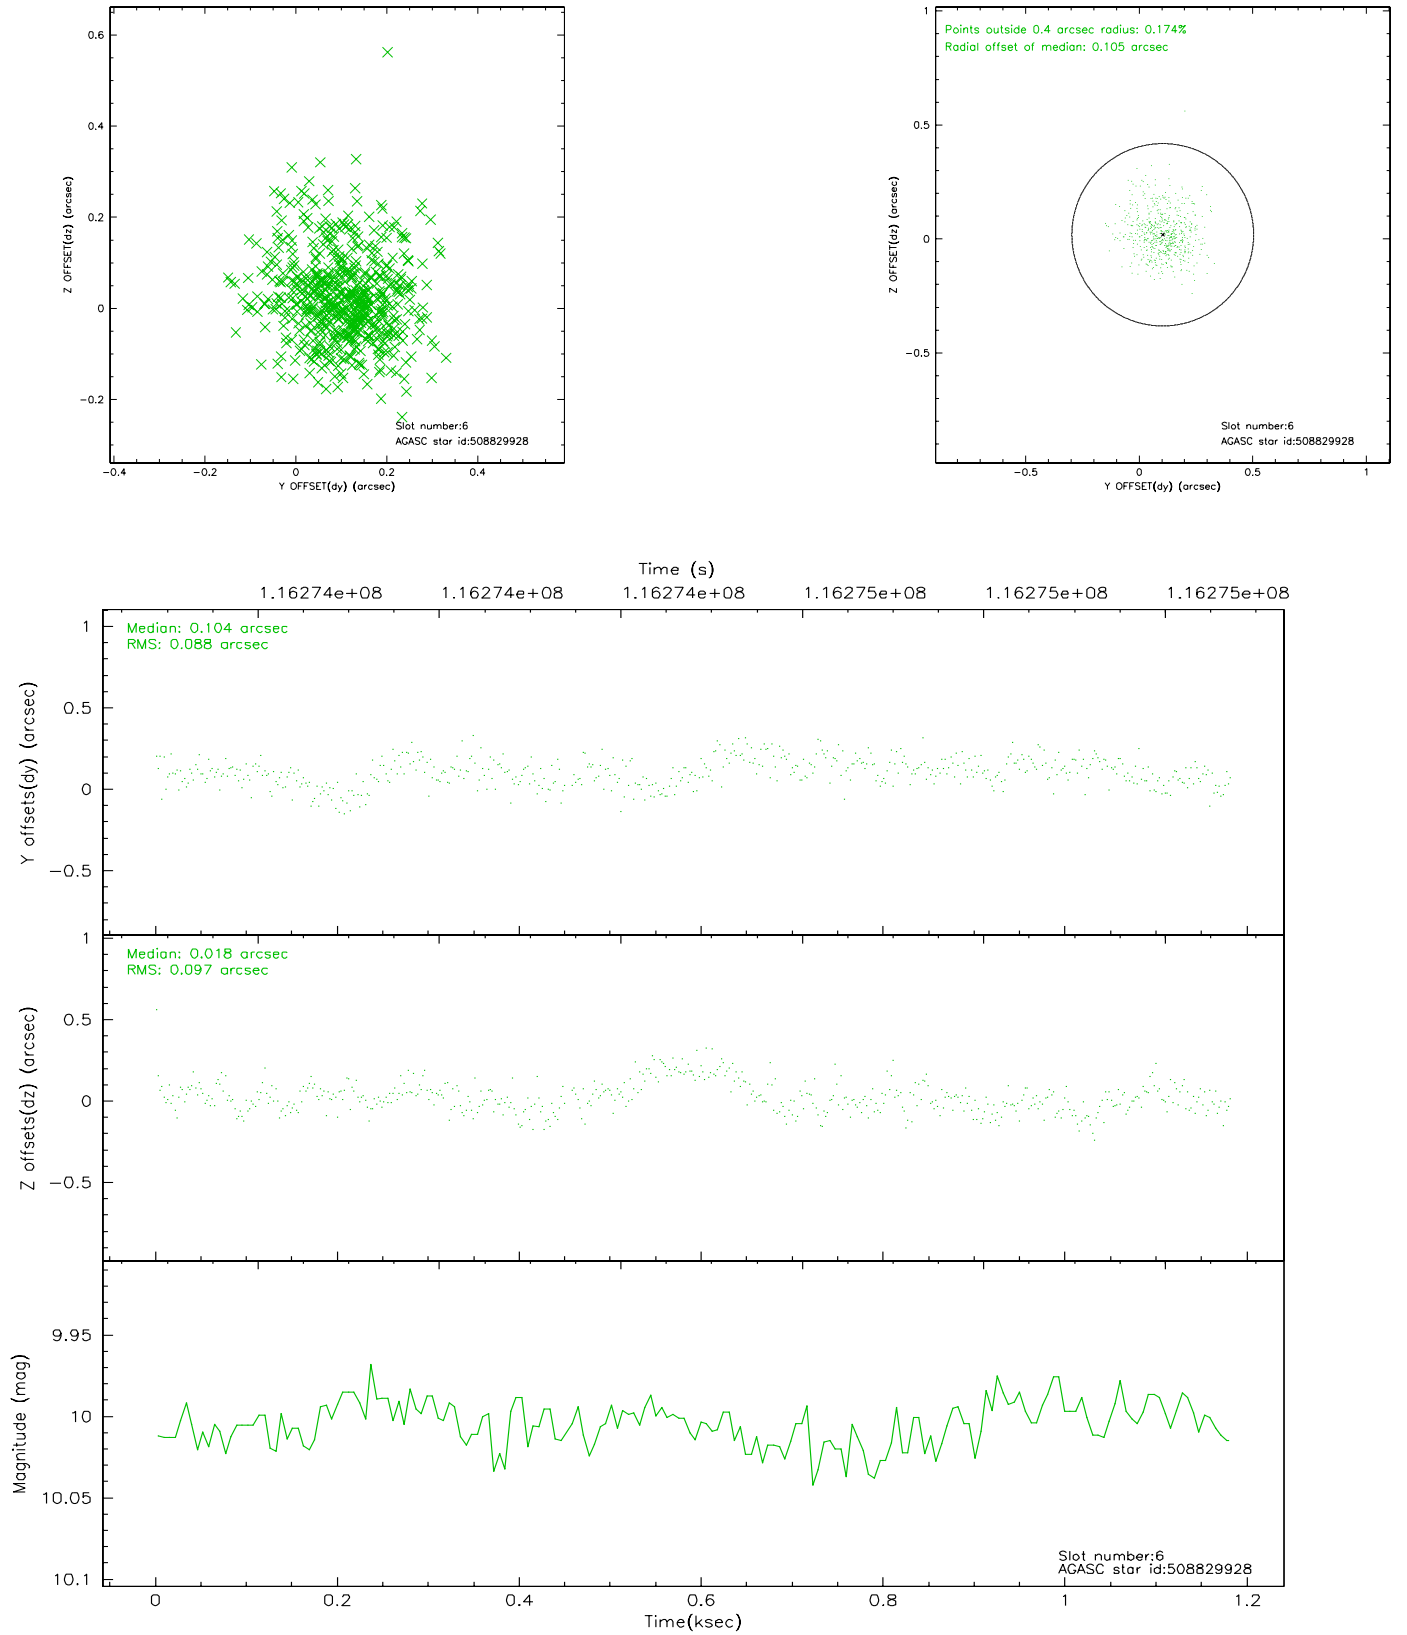 0.6
0.4
0.2
0
−0.2
Z OFFSET(dz) (arcsec)
−0.4
−0.2
0
0.2
0.4
Y OFFSET(dy) (arcsec)
Slot number:6
AGASC star id:508829928
Points outside 0.4 arcsec radius: 0.174%
Radial offset of median: 0.105 arcsec
1
0.5
0
−0.5
Z OFFSET(dz) (arcsec)
−0.5
0
0.5
1
Y OFFSET(dy) (arcsec)
Slot number:6
AGASC star id:508829928
Time (s)
1.16274e+08 1.16274e+08 1.16274e+08 1.16275e+08 1.16275e+08 1.16275e+08
Median: 0.104 arcsec
RMS: 0.088 arcsec
1
0.5
0
−0.5
Y offsets(dy) (arcsec)
Median: 0.018 arcsec
RMS: 0.097 arcsec
1
0.5
0
−0.5
Z offsets(dz) (arcsec)
9.95
10
10.05
10.1
Magnitude (mag)
Slot number:6
AGASC star id:508829928
0 0.2 0.4 0.6 0.8 1 1.2
Time(ksec)